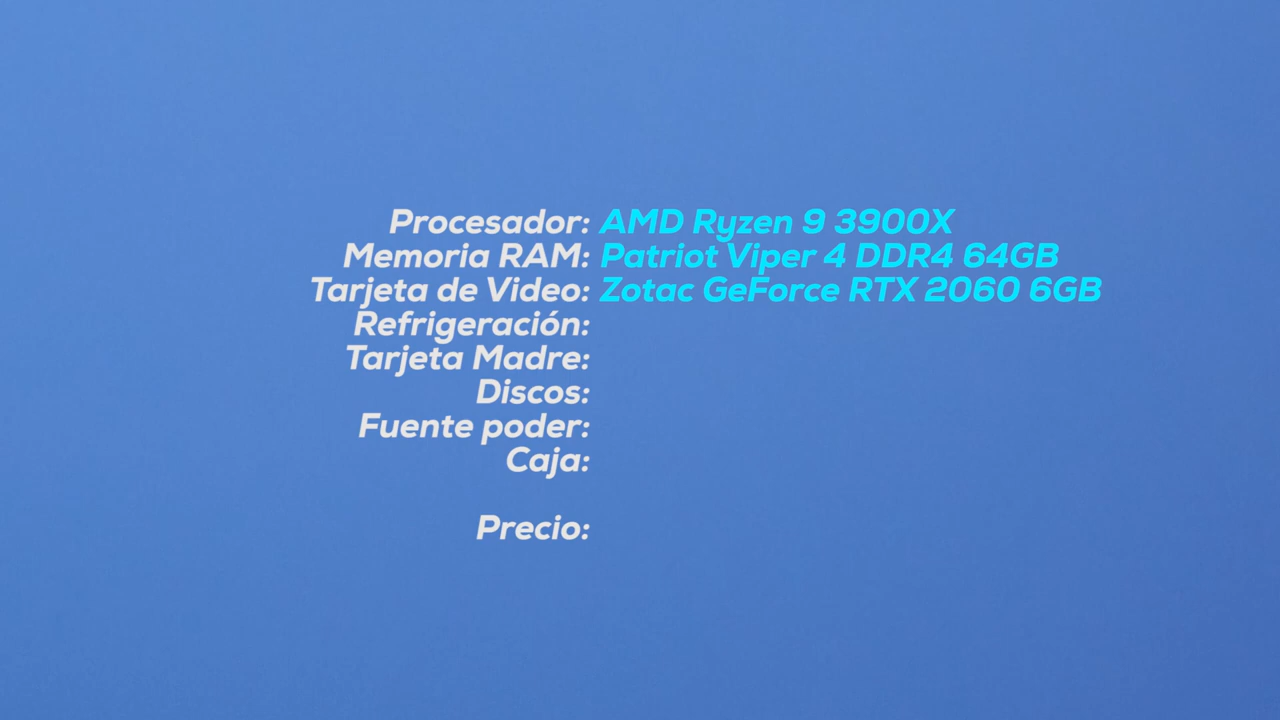 Procesador: AMD Ryzen 9 3900X
Memoria RAM: Patriot Viper 4 DDR4 64GB
Tarjeta de Video: Zotac GeForce RTX 2060 6GB
Refrigeración:
Tarjeta Madre:
Discos:
Fuente poder:
Caja:
Precio: